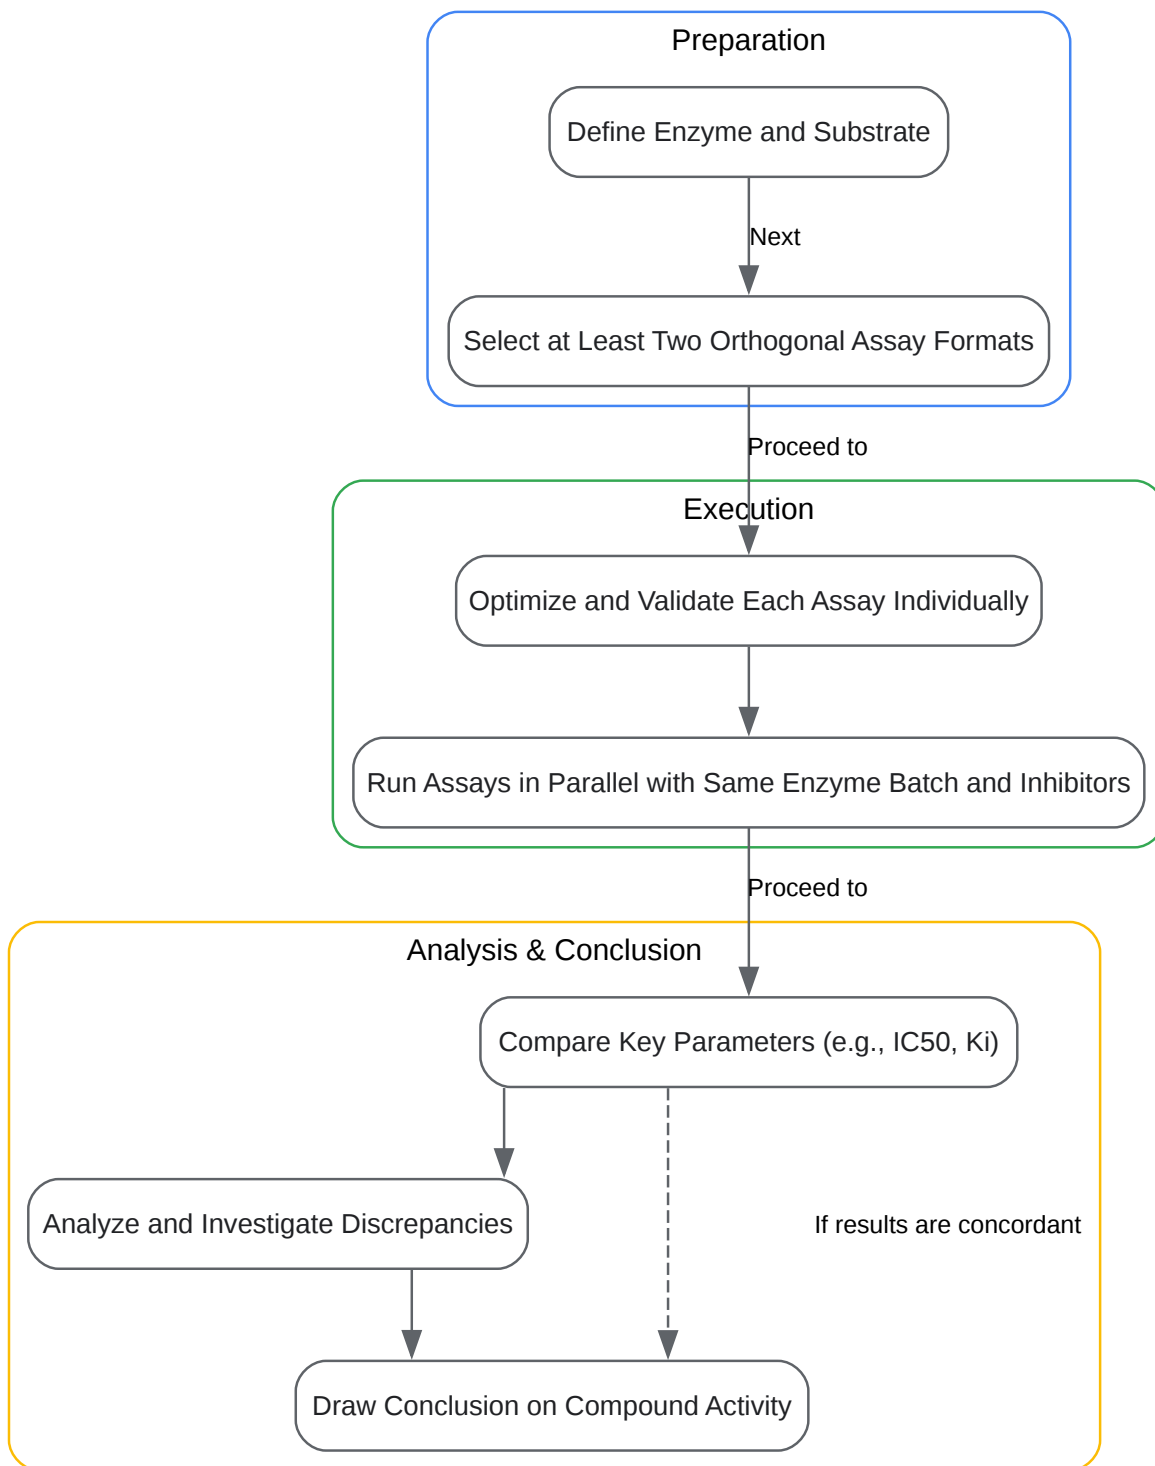 Preparation
Define Enzyme and Substrate
Next
Select at Least Two Orthogonal Assay Formats
Proceed to
Execution
Optimize and Validate Each Assay Individually
Run Assays in Parallel with Same Enzyme Batch and Inhibitors
Proceed to
Analysis & Conclusion
Compare Key Parameters (e.g., IC50, Ki)
Analyze and Investigate Discrepancies
If results are concordant
Draw Conclusion on Compound Activity